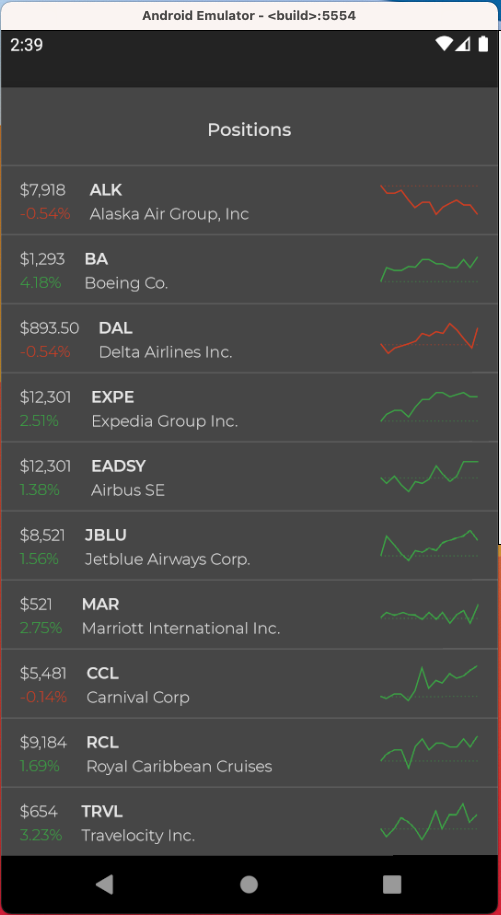 Android Emulator - <build>:5554
2:39
Positions
$7,918 ALK
-0.54% Alaska Air Group, Inc
$1,293 BA
4.18% Boeing Co.
$893.50 DAL
-0.54% Delta Airlines Inc.
$12,301 EXPE
2.51% Expedia Group Inc.
$12,301 EADSY
1.38% Airbus SE
$8,521 JBLU
1.56% Jetblue Airways Corp.
$521 MAR
2.75% Marriott International Inc.
$5,481 CCL
-0.14% Carnival Corp
$9,184 RCL
1.69% Royal Caribbean Cruises
$654 TRVL
3.23% Travelocity Inc.